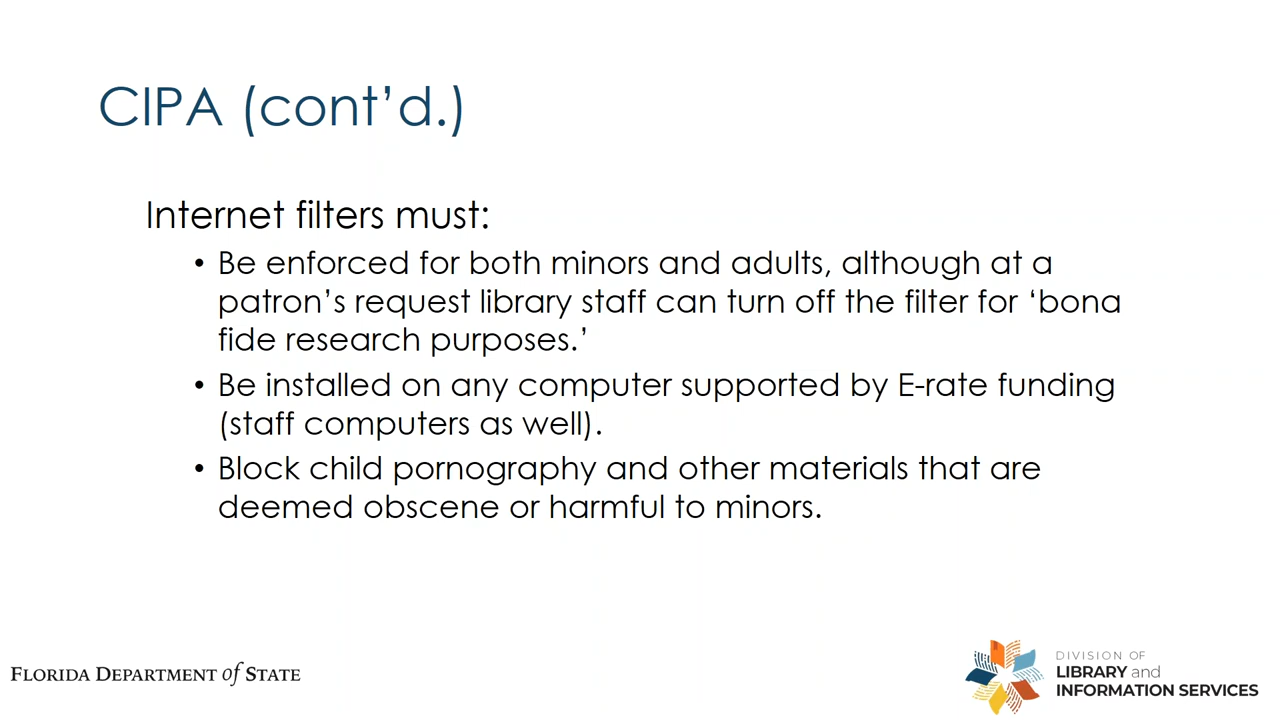 CIPA (cont’d.)
Internet filters must:
• Be enforced for both minors and adults, although at a
patron’s request library staff can turn off the filter for ‘bona
fide research purposes.’
• Be installed on any computer supported by E-rate funding
(staff computers as well).
• Block child pornography and other materials that are
deemed obscene or harmful to minors.
FLORIDA DEPARTMENT of STATE
DIVISION OF
LIBRARY and
INFORMATION SERVICES